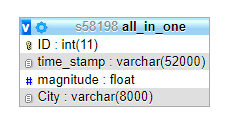 v s58198 all_in_one
ID : int(11)
time_stamp : varchar(52000)
# magnitude : float
City : varchar(8000)